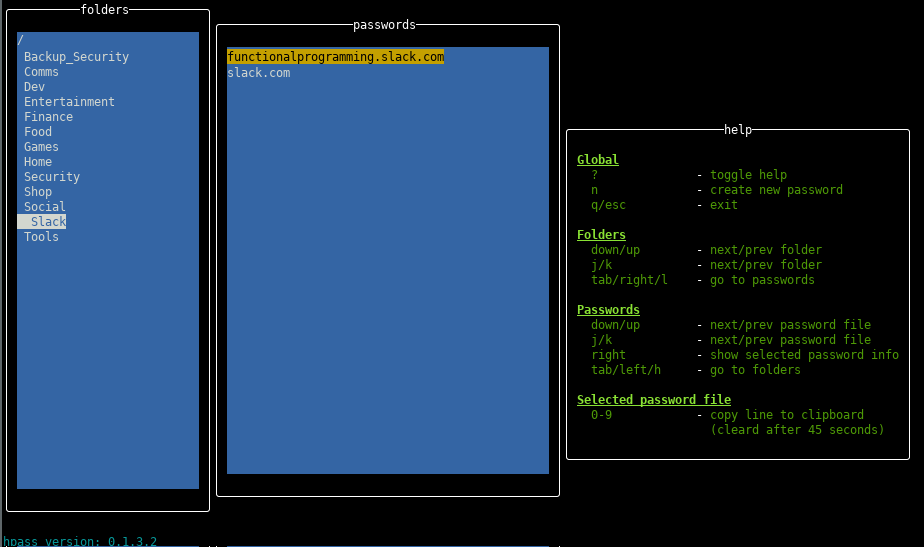 folders
/
Backup_Security
Comms
Dev
Entertainment
Finance
Food
Games
Home
Security
Shop
Social
Slack
Tools
passwords
functionalprogramming.slack.com
slack.com
help
Global
? - toggle help
n - create new password
q/esc - exit
Folders
down/up - next/prev folder
j/k - next/prev folder
tab/right/l - go to passwords
Passwords
down/up - next/prev password file
j/k - next/prev password file
right - show selected password info
tab/left/h - go to folders
Selected password file
0-9 - copy line to clipboard
(cleard after 45 seconds)
hpass version: 0.1.3.2